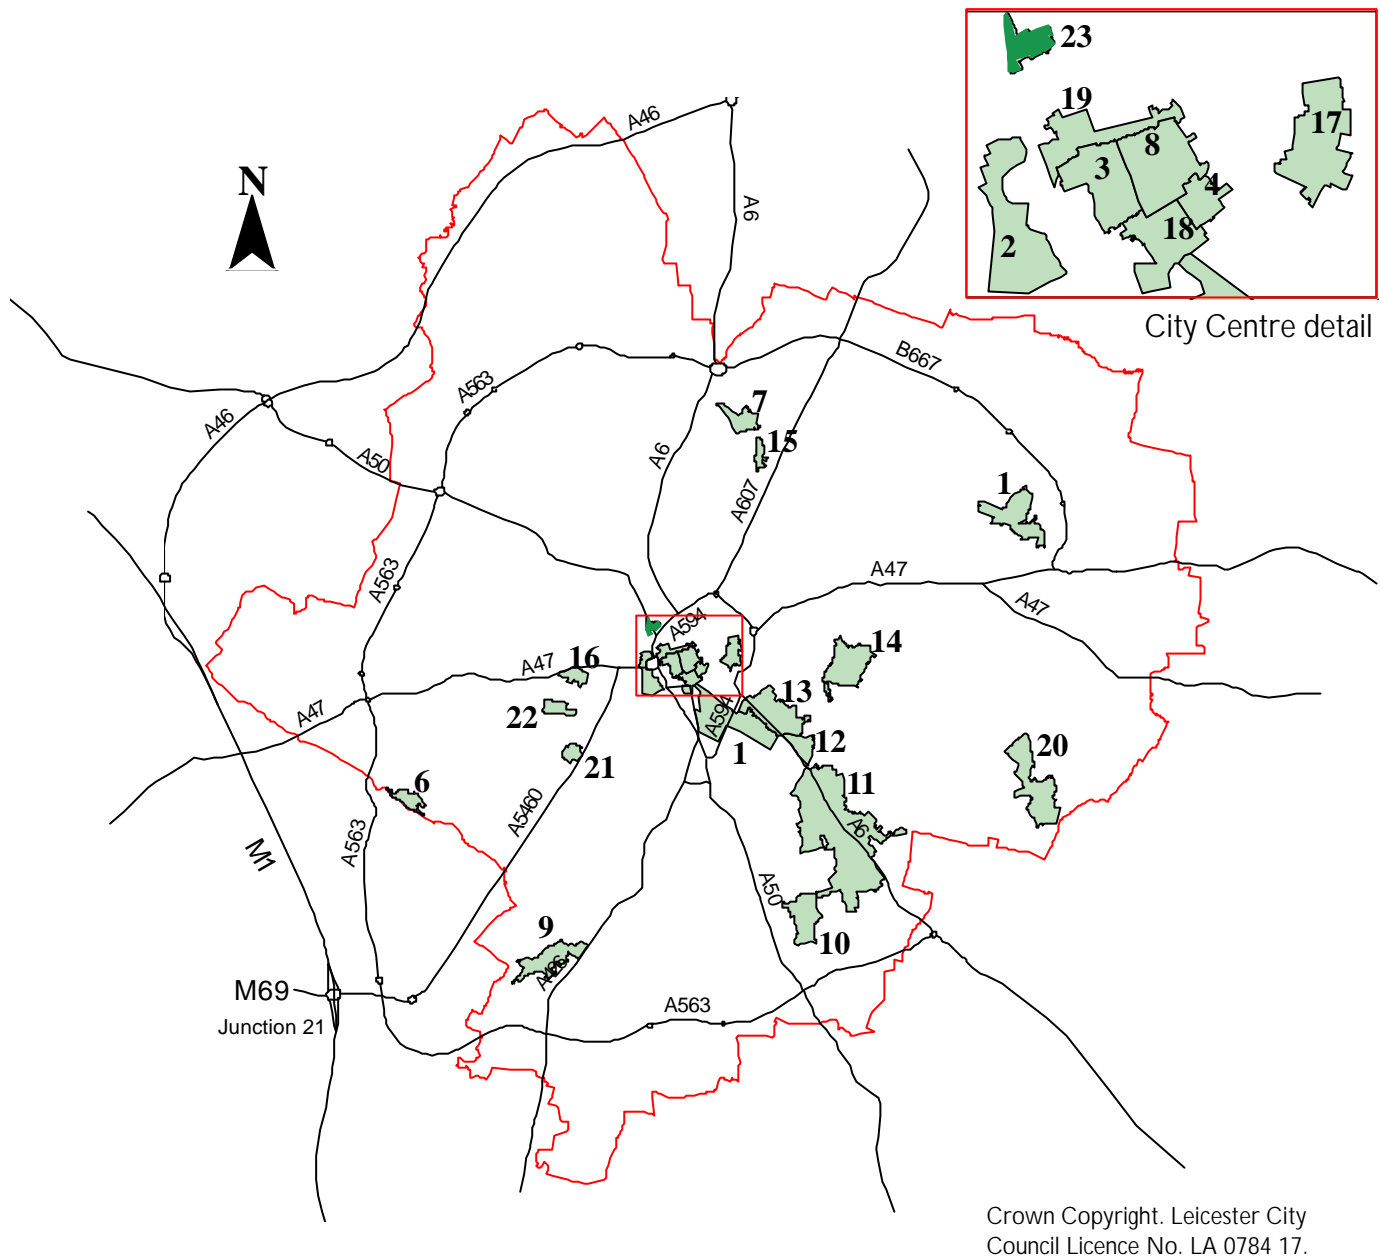 23
19
17
8
3
4
18
2
City Centre detail
A46
N
A6
B667
A563
7
A46
15
A50
A6
A607
1
A563
A47
A47
A594
14
A47
16
13
A47
22
A594
12
1
20
21
11
6
A5460
A6
A563
M1
A50
9
10
A426
M69
A563
Junction 21
Crown Copyright. Leicester City
Council Licence No. LA 0784 17.